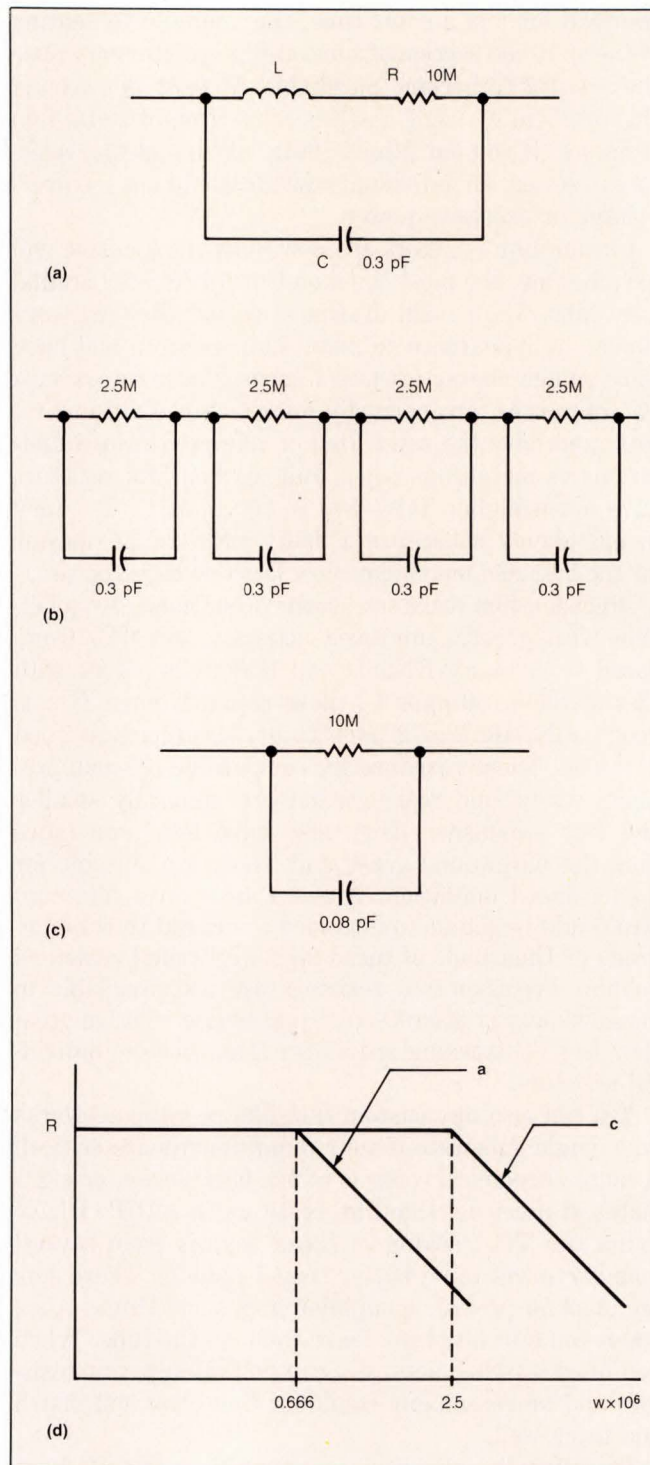 L
R 10M
C 0.3 pF
(a)
2.5M 2.5M 2.5M 2.5M
0.3 pF 0.3 pF 0.3 pF 0.3 pF
(b)
10M
0.08 pF
(c)
a
R
c
0.666 2.5 w×10⁶
(d)